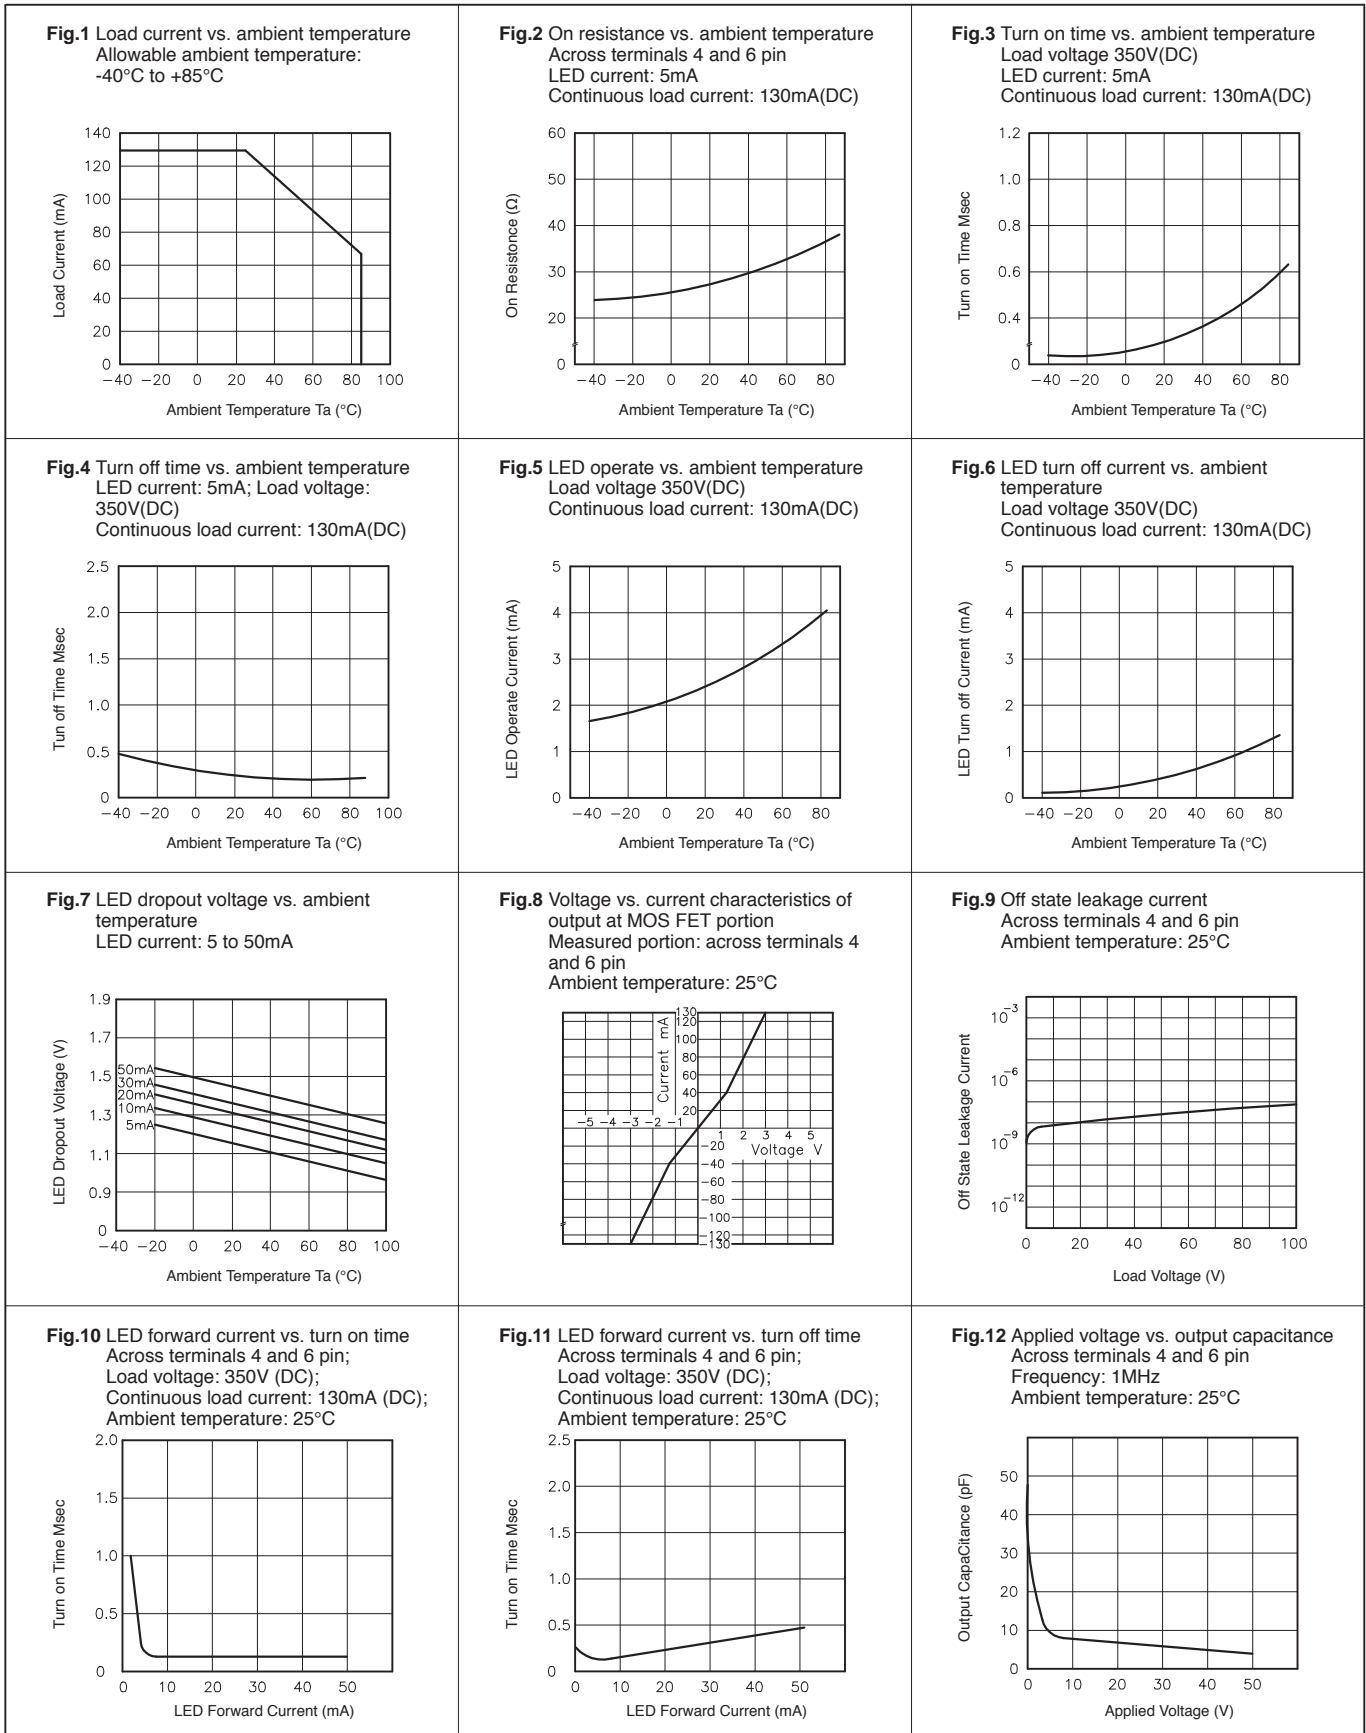 Fig.1 Load current vs. ambient temperature
Allowable ambient temperature:
-40°C to +85°C
140
120
100
80
60
40
20
0
Load Current (mA)
−40 −20 0 20 40 60 80 100
Ambient Temperature Ta (°C)
Fig.2 On resistance vs. ambient temperature
Across terminals 4 and 6 pin
LED current: 5mA
Continuous load current: 130mA(DC)
60
50
40
30
20
0
On Resistonce (Ω)
−40 −20 0 20 40 60 80
Ambient Temperature Ta (°C)
Fig.3 Turn on time vs. ambient temperature
Load voltage 350V(DC)
LED current: 5mA
Continuous load current: 130mA(DC)
1.2
1.0
0.8
0.6
0.4
0
Turn on Time Msec
−40 −20 0 20 40 60 80
Ambient Temperature Ta (°C)
Fig.4 Turn off time vs. ambient temperature
LED current: 5mA; Load voltage:
350V(DC)
Continuous load current: 130mA(DC)
2.5
2.0
1.5
1.0
0.5
0
Tun off Time Msec
−40 −20 0 20 40 60 80 100
Ambient Temperature Ta (°C)
Fig.5 LED operate vs. ambient temperature
Load voltage 350V(DC)
Continuous load current: 130mA(DC)
5
4
3
2
1
0
LED Operate Current (mA)
−40 −20 0 20 40 60 80
Ambient Temperature Ta (°C)
Fig.6 LED turn off current vs. ambient
temperature
Load voltage 350V(DC)
Continuous load current: 130mA(DC)
5
4
3
2
1
0
LED Turn off Current (mA)
−40 −20 0 20 40 60 80
Ambient Temperature Ta (°C)
Fig.7 LED dropout voltage vs. ambient
temperature
LED current: 5 to 50mA
1.9
1.7
1.5
1.3
1.1
0.9
0
LED Dropout Voltage (V)
50mA
30mA
20mA
10mA
5mA
−40 −20 0 20 40 60 80 100
Ambient Temperature Ta (°C)
Fig.8 Voltage vs. current characteristics of
output at MOS FET portion
Measured portion: across terminals 4
and 6 pin
Ambient temperature: 25°C
Current mA
130
120
100
80
60
40
20
−5 −4 −3 −2 −1
1 2 3 4 5
Voltage V
−20
−40
−60
−80
−100
−120
−130
Fig.9 Off state leakage current
Across terminals 4 and 6 pin
Ambient temperature: 25°C
10−3
10−6
10−9
10−12
Off State Leakage Current
0 20 40 60 80 100
Load Voltage (V)
Fig.10 LED forward current vs. turn on time
Across terminals 4 and 6 pin;
Load voltage: 350V (DC);
Continuous load current: 130mA (DC);
Ambient temperature: 25°C
2.0
1.5
1.0
0.5
0
Turn on Time Msec
0 10 20 30 40 50
LED Forward Current (mA)
Fig.11 LED forward current vs. turn off time
Across terminals 4 and 6 pin;
Load voltage: 350V (DC);
Continuous load current: 130mA (DC);
Ambient temperature: 25°C
2.5
2.0
1.5
1.0
0.5
0
Turn on Time Msec
0 10 20 30 40 50
LED Forward Current (mA)
Fig.12 Applied voltage vs. output capacitance
Across terminals 4 and 6 pin
Frequency: 1MHz
Ambient temperature: 25°C
50
40
30
20
10
0
Output CapaCitance (pF)
0 10 20 30 40 50
Applied Voltage (V)